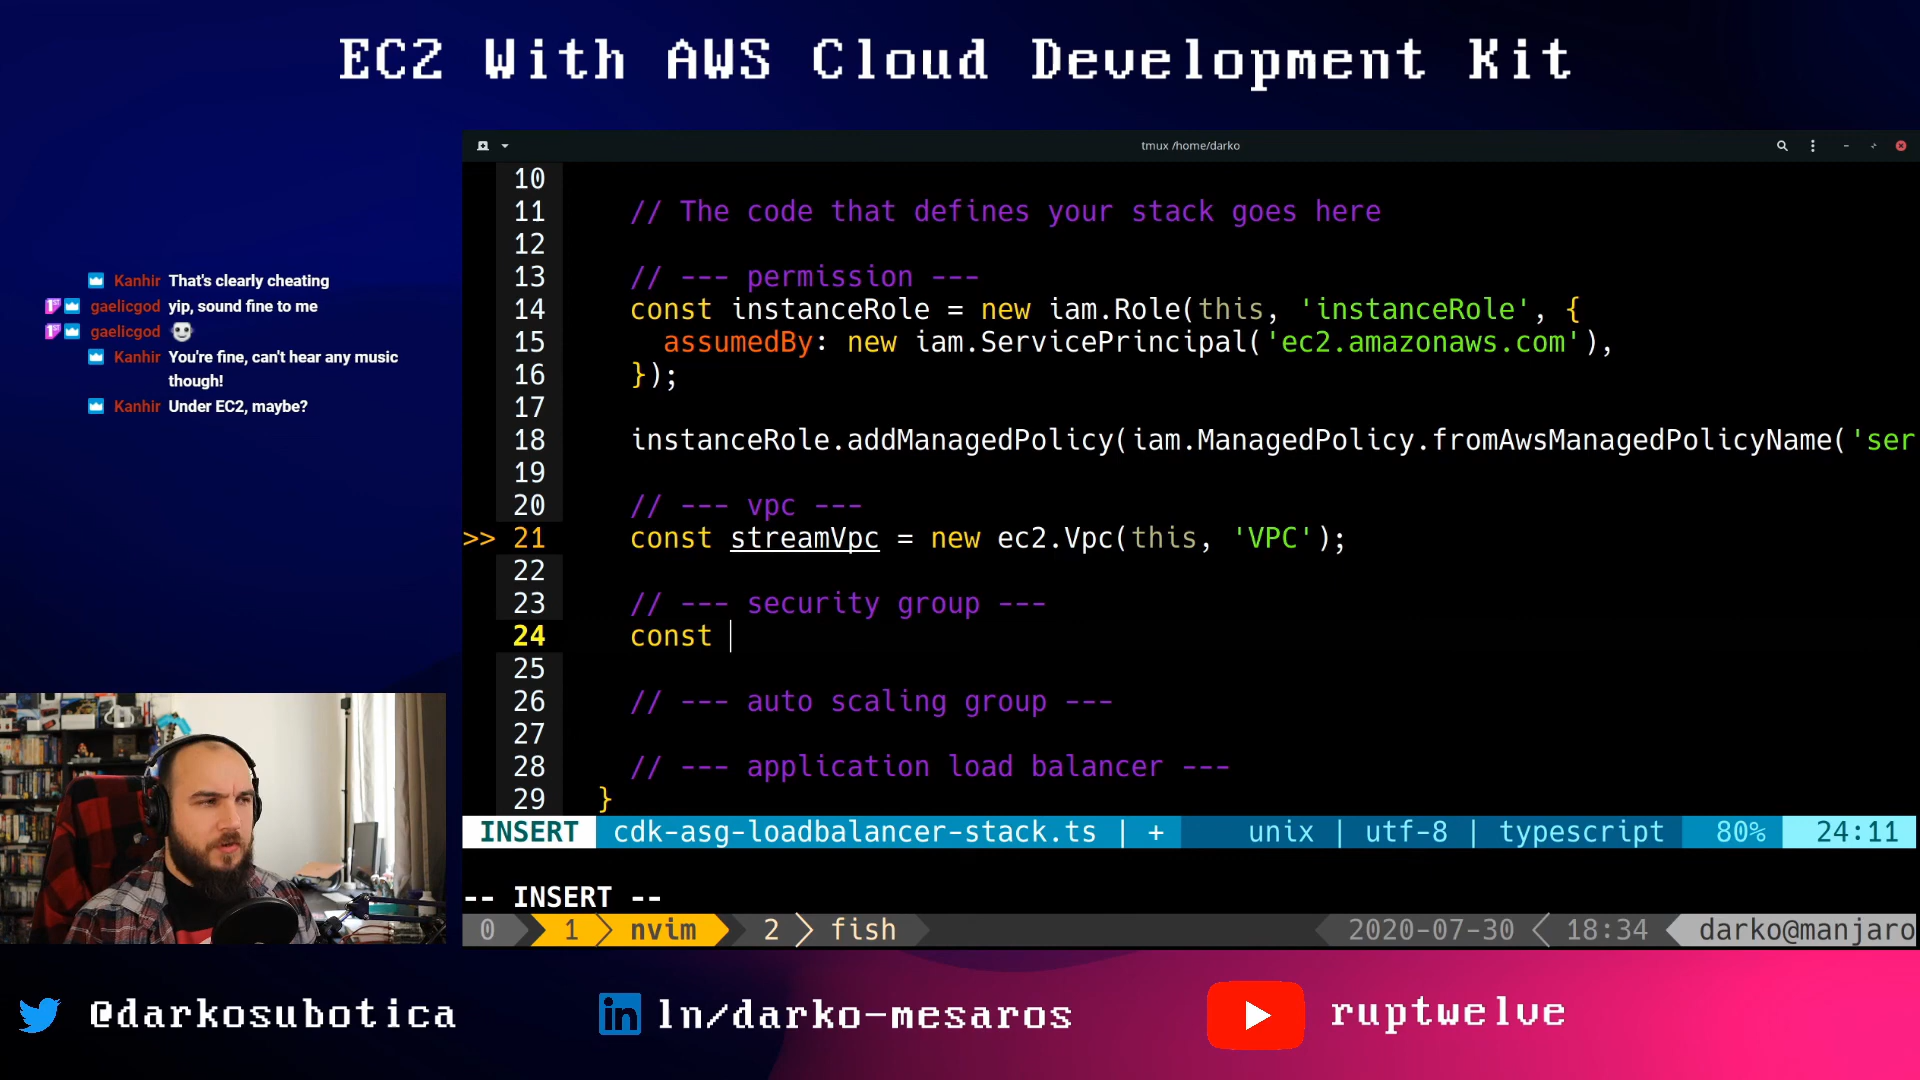 EC2 With AWS Cloud Development Kit
tmux /home/darko
Kanhir That's clearly cheating
gaelicgod yip, sound fine to me
gaelicgod
Kanhir You're fine, can't hear any music
though!
Kanhir Under EC2, maybe?
10
11 // The code that defines your stack goes here
12
13 // --- permission ---
14 const instanceRole = new iam.Role(this, 'instanceRole', {
15 assumedBy: new iam.ServicePrincipal('ec2.amazonaws.com'),
16 });
17
18 instanceRole.addManagedPolicy(iam.ManagedPolicy.fromAwsManagedPolicyName('ser
19
20 // --- vpc ---
>> 21 const streamVpc = new ec2.Vpc(this, 'VPC');
22
23 // --- security group ---
24 const
25
26 // --- auto scaling group ---
27
28 // --- application load balancer ---
29 }
INSERT cdk-asg-loadbalancer-stack.ts | + unix | utf-8 | typescript 80% 24:11
-- INSERT --
0 1 nvim 2 fish 2020-07-30 18:34 darko@manjaro
@darkosubotica
in ln/darko-mesaros
ruptwelve